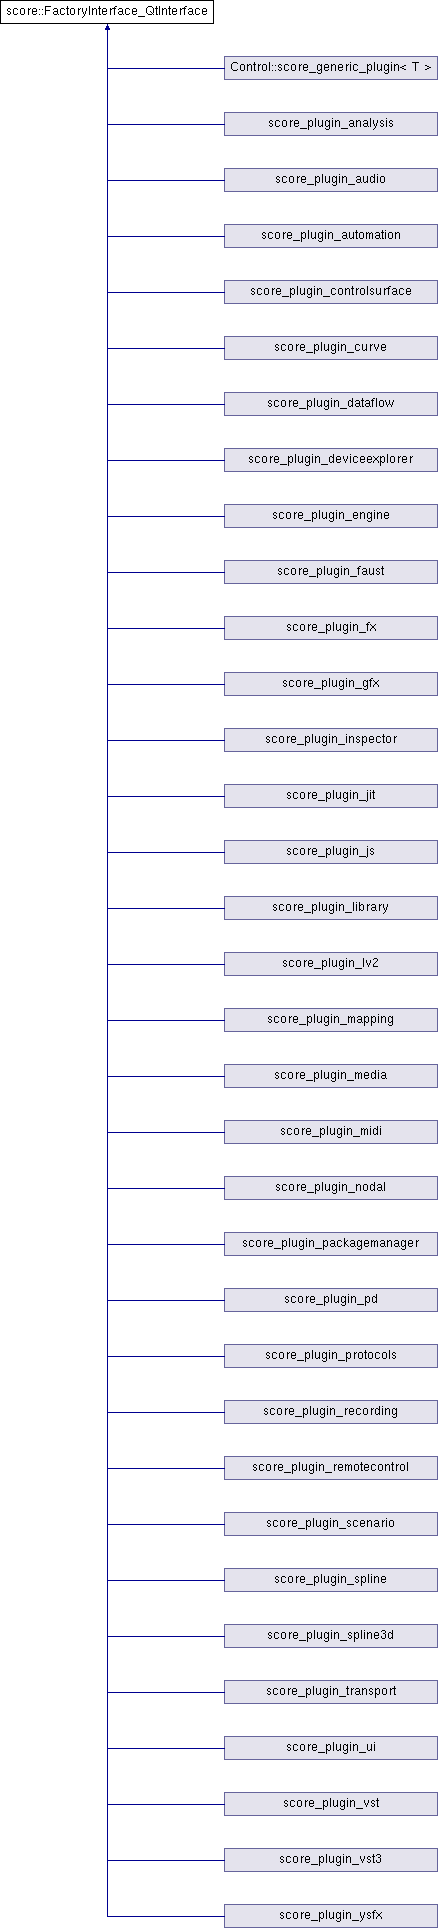 score::FactoryInterface_QtInterface
Control::score_generic_plugin< T >
score_plugin_analysis
score_plugin_audio
score_plugin_automation
score_plugin_controlsurface
score_plugin_curve
score_plugin_dataflow
score_plugin_deviceexplorer
score_plugin_engine
score_plugin_faust
score_plugin_fx
score_plugin_gfx
score_plugin_inspector
score_plugin_jit
score_plugin_js
score_plugin_library
score_plugin_lv2
score_plugin_mapping
score_plugin_media
score_plugin_midi
score_plugin_nodal
score_plugin_packagemanager
score_plugin_pd
score_plugin_protocols
score_plugin_recording
score_plugin_remotecontrol
score_plugin_scenario
score_plugin_spline
score_plugin_spline3d
score_plugin_transport
score_plugin_ui
score_plugin_vst
score_plugin_vst3
score_plugin_ysfx